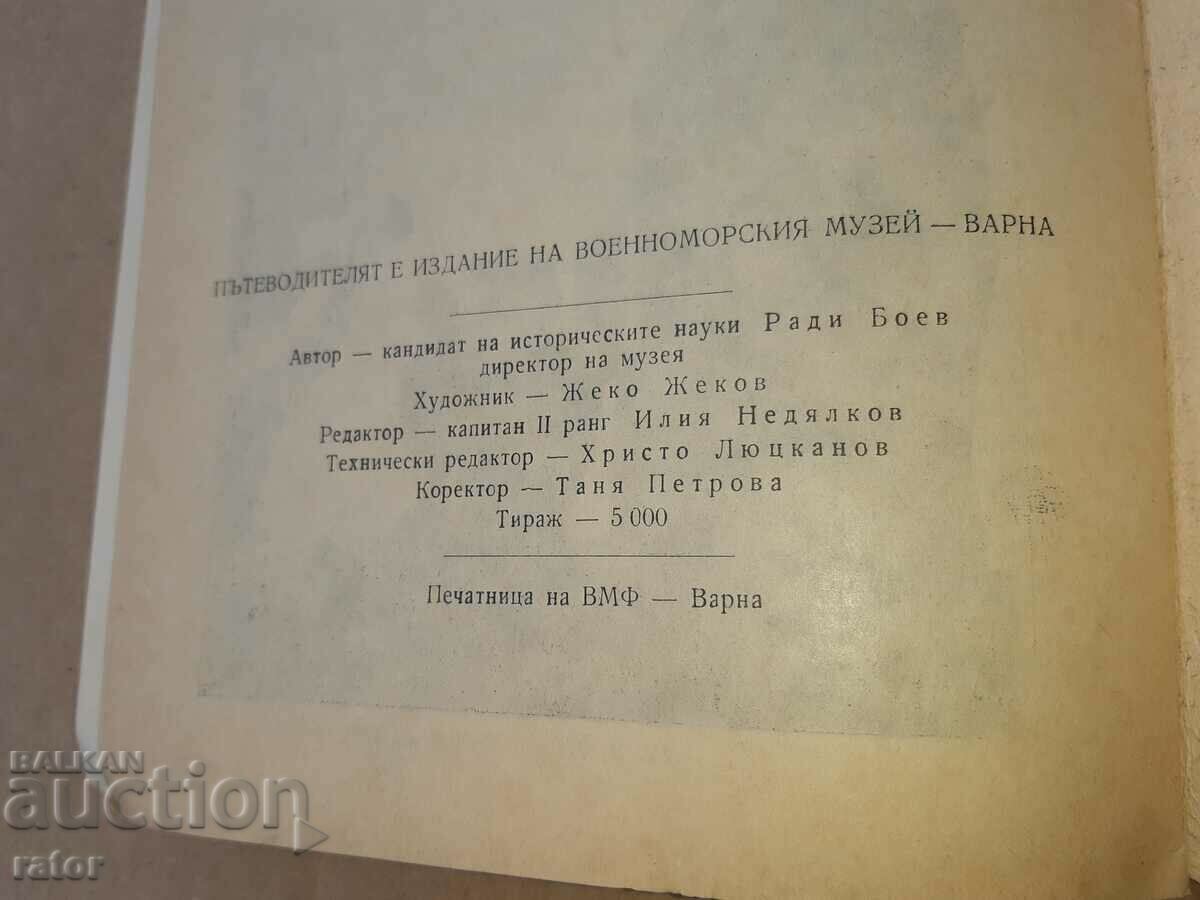 ПЪТЕВОДИТЕЛЯТ Е ИЗДАНИЕ НА ВОЕННОМОРСКИЯ МУЗЕЙ — ВАРНА
Автор — кандидат на историческите науки Ради Боев
директор на музея
Художник — Жеко Жеков
Редактор — капитан II ранг Илия Недялков
Технически редактор — Христо Люцканов
Коректор — Таня Петрова
Тираж — 5 000
Печатница на ВМФ — Варна
BALKAN
auction
rator